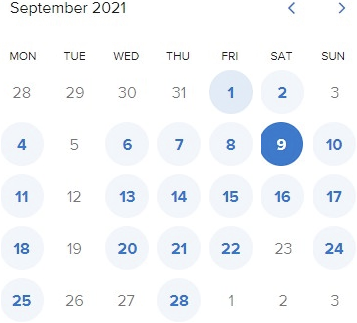 September 2021
MON TUE WED THU FRI SAT SUN
28 29 30 31 1 2 3
4 5 6 7 8 9 10
11 12 13 14 15 16 17
18 19 20 21 22 23 24
25 26 27 28 1 2 3